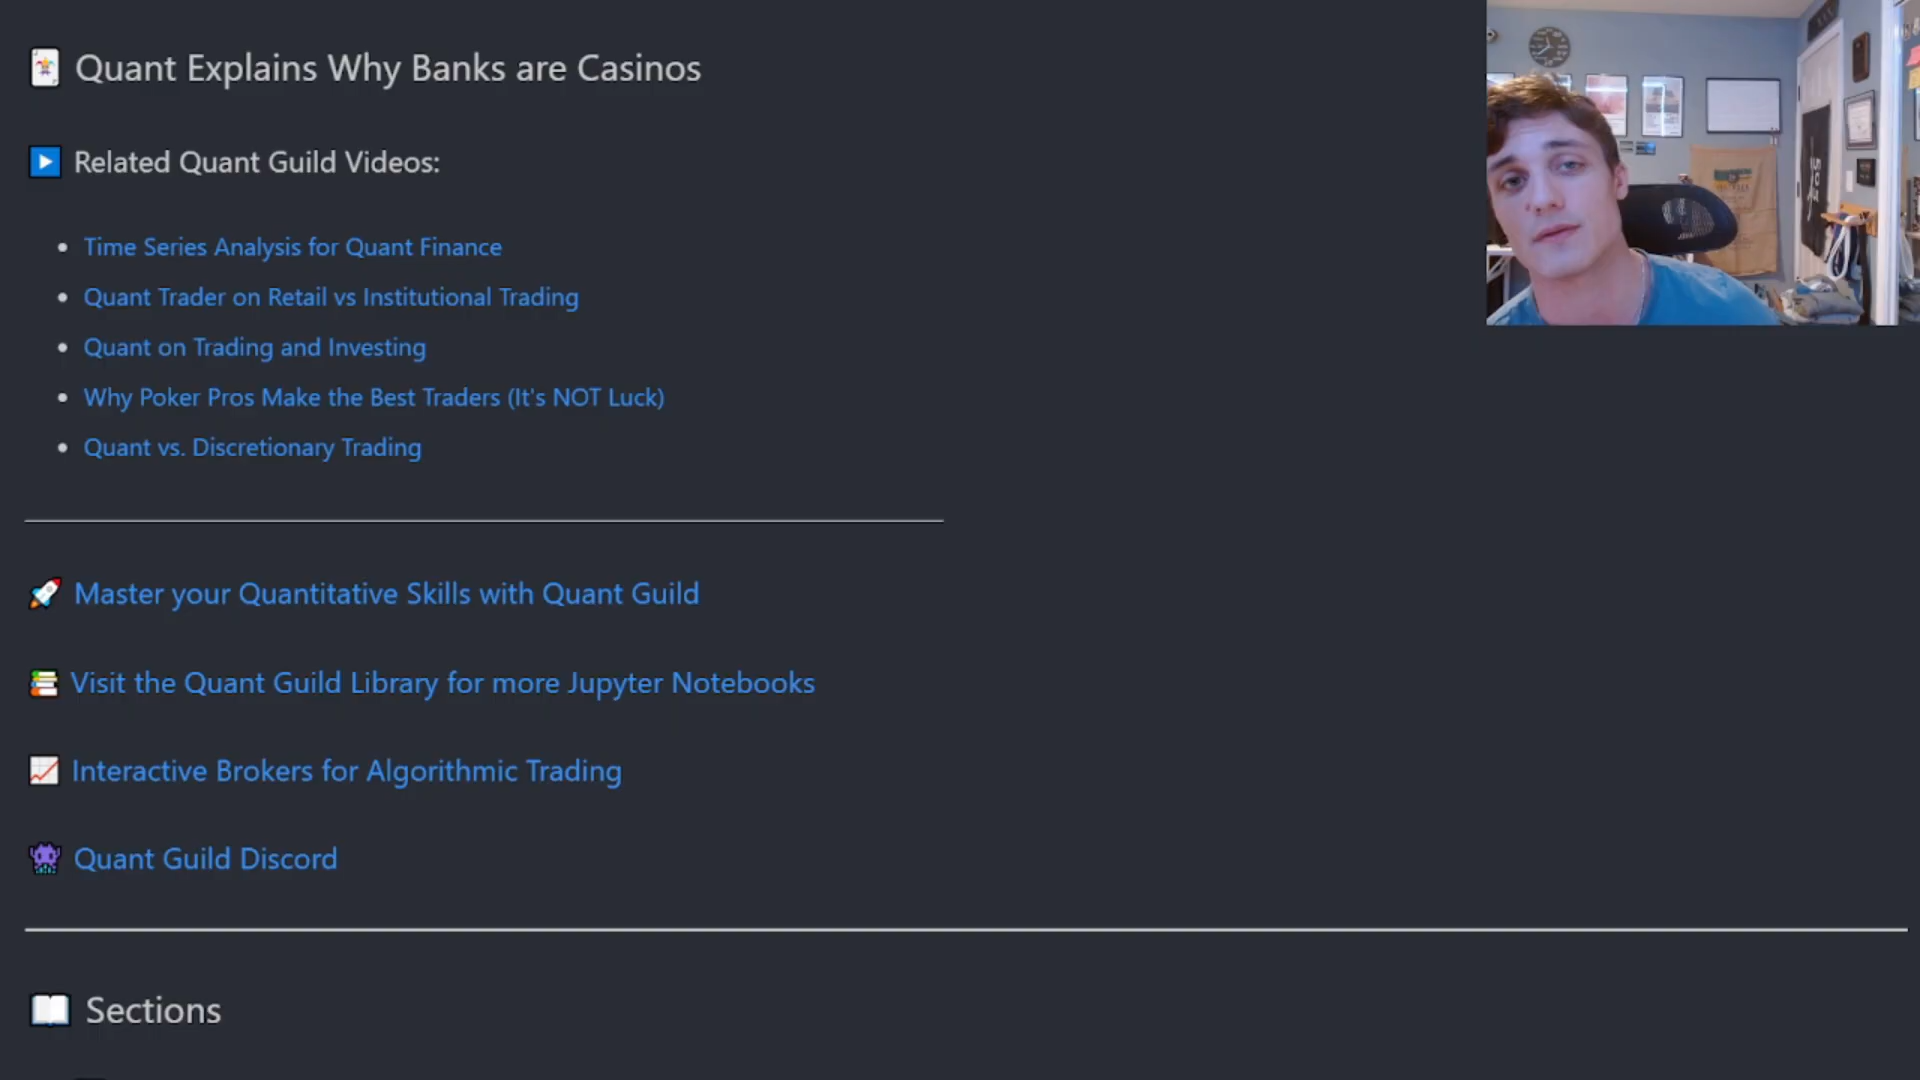 Quant Explains Why Banks are Casinos
Related Quant Guild Videos:
Time Series Analysis for Quant Finance
Quant Trader on Retail vs Institutional Trading
Quant on Trading and Investing
Why Poker Pros Make the Best Traders (It's NOT Luck)
Quant vs. Discretionary Trading
Master your Quantitative Skills with Quant Guild
Visit the Quant Guild Library for more Jupyter Notebooks
Interactive Brokers for Algorithmic Trading
Quant Guild Discord
Sections